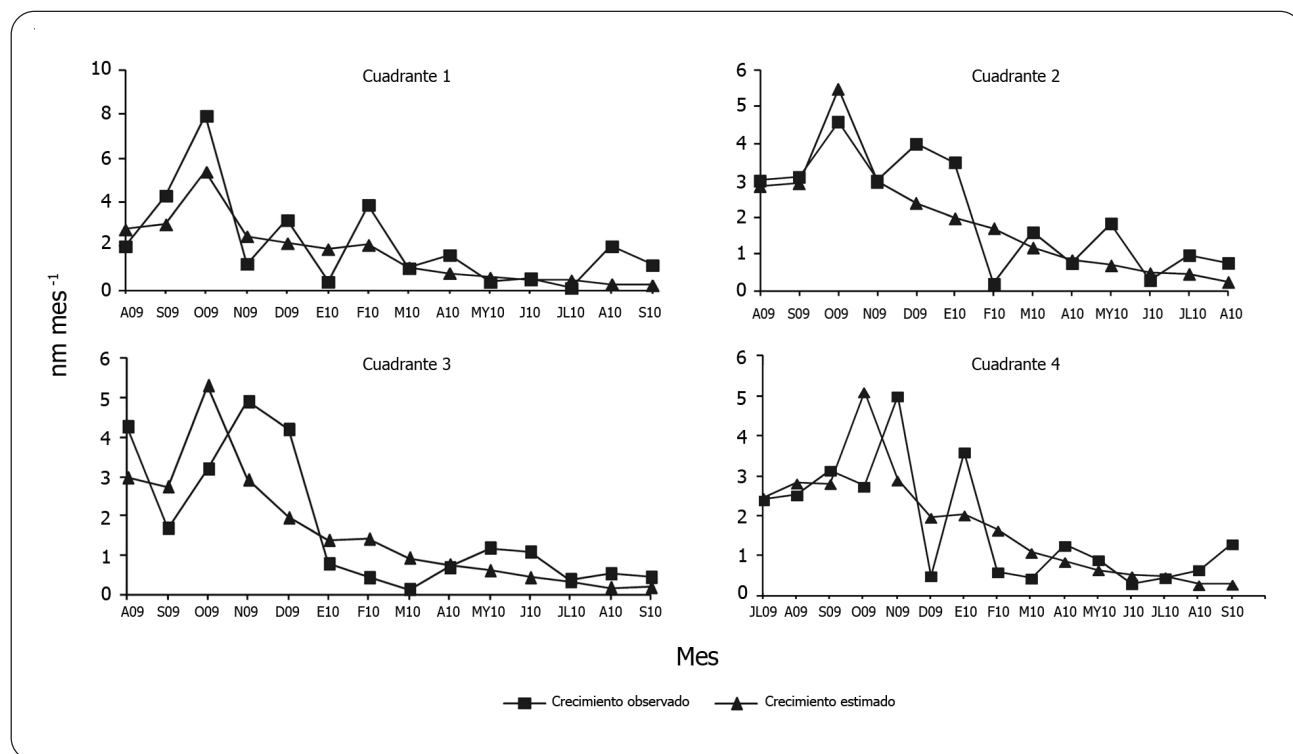 Cuadrante 1
10
8
6
4
2
0
A09 S09 O09 N09 D09 E10 F10 M10 A10 MY10 J10 JL10 A10 S10
Cuadrante 2
6
5
4
3
2
1
0
A09 S09 O09 N09 D09 E10 F10 M10 A10 MY10 J10 JL10 A10
nm mes⁻¹
Cuadrante 3
6
5
4
3
2
1
0
A09 S09 O09 N09 D09 E10 F10 M10 A10 MY10 J10 JL10 A10 S10
Cuadrante 4
6
5
4
3
2
1
0
JL09 A09 S09 O09 N09 D09 E10 F10 M10 A10 MY10 J10 JL10 A10 S10
Mes
Crecimiento observado Crecimiento estimado